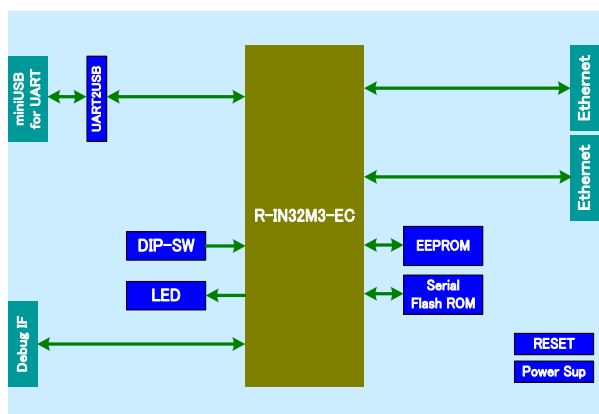 miniUSB
for UART
UART2USB
Ethernet
Ethernet
R-IN32M3-EC
DIP-SW
EEPROM
LED
Serial
Flash ROM
Debug IF
RESET
Power Sup